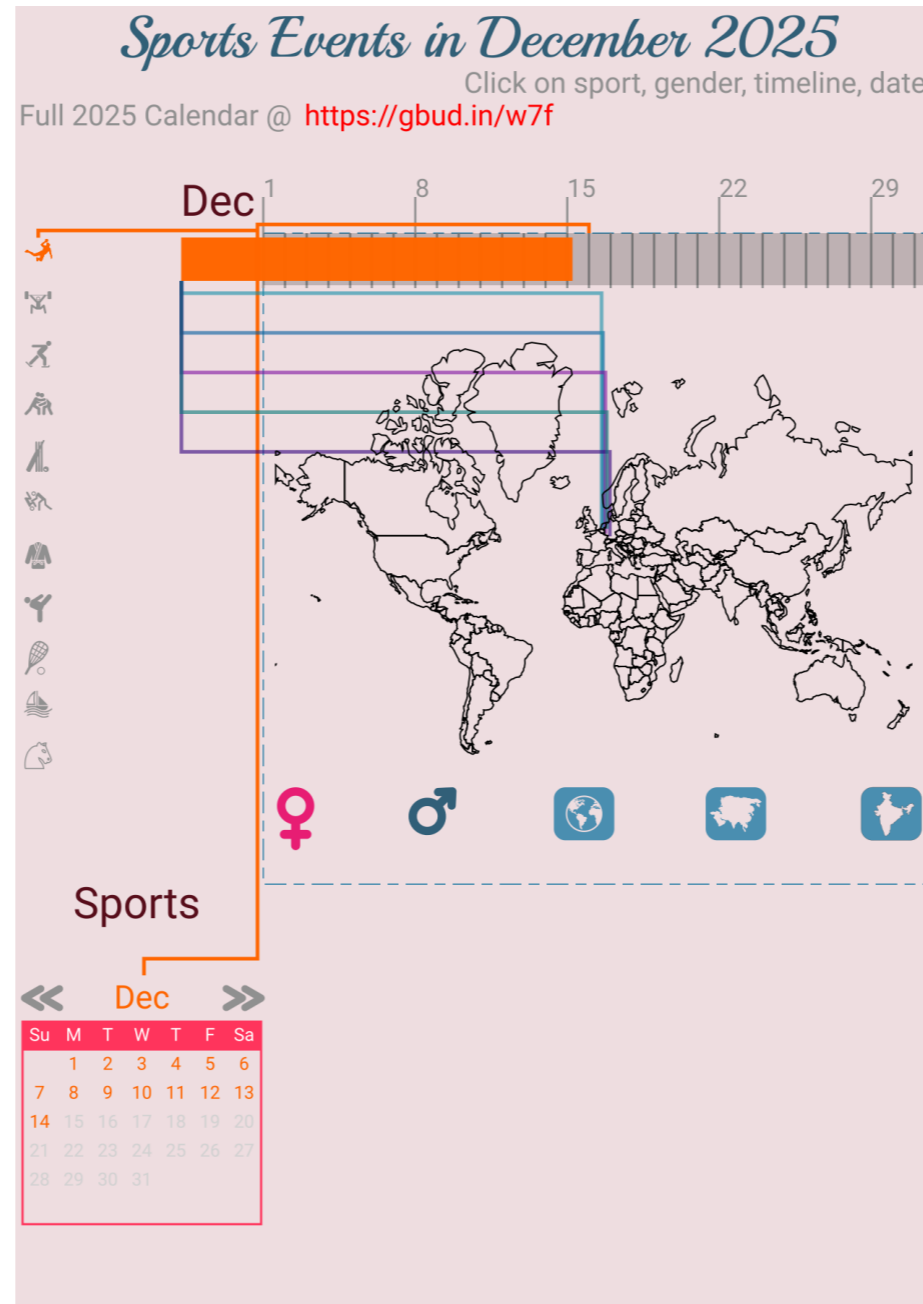 Sports Events in December 2025
Click on sport, gender, timeline, date
Full 2025 Calendar @ https://gbud.in/w7f
Dec
1 8 15 22 29
Sports
Dec
Su M T W T F Sa
1 2 3 4 5 6
7 8 9 10 11 12 13
14 15 16 17 18 19 20
21 22 23 24 25 26 27
28 29 30 31